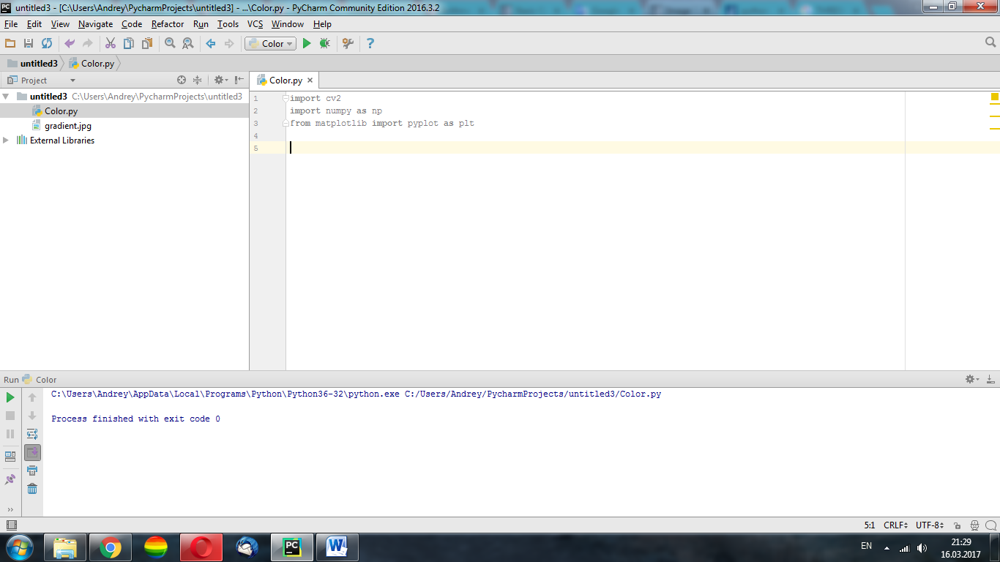 untitled3 - [C:\Users\Andrey\PycharmProjects\untitled3] - ...\Color.py - PyCharm Community Edition 2016.3.2
File Edit View Navigate Code Refactor Run Tools VCS Window Help
Color
untitled3 Color.py
Project
Color.py
untitled3 C:\Users\Andrey\PycharmProjects\untitled3
Color.py
gradient.jpg
External Libraries
1 import cv2
2 import numpy as np
3 from matplotlib import pyplot as plt
4
5
Run Color
C:\Users\Andrey\AppData\Local\Programs\Python\Python36-32\python.exe C:/Users/Andrey/PycharmProjects/untitled3/Color.py
Process finished with exit code 0
5:1 CRLF UTF-8
PC
W
EN
21:29
16.03.2017